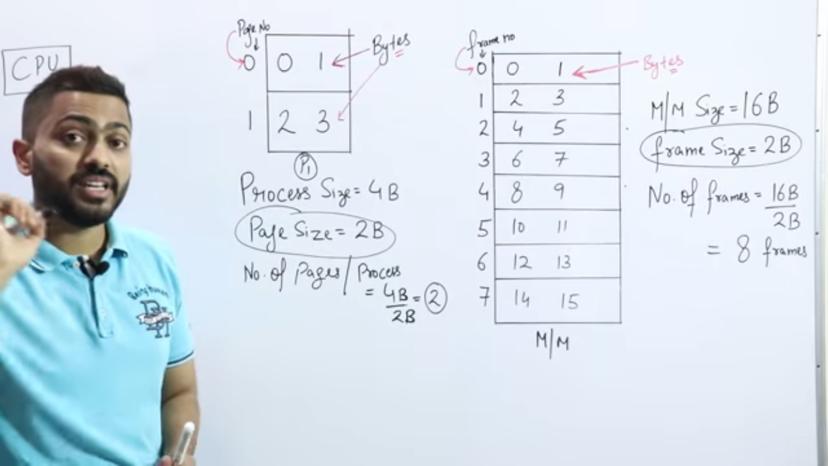 CPU
Page No
0 0 1
1 2 3
Bytes
P1
Process Size = 4B
Page Size = 2B
No. of Pages / Process
= 4B/2B = 2
frame no
0 0 1
1 2 3
2 4 5
3 6 7
4 8 9
5 10 11
6 12 13
7 14 15
M/M
Bytes
M/M Size = 16B
frame Size = 2B
No. of frames = 16B/2B
= 8 frames
Being Human